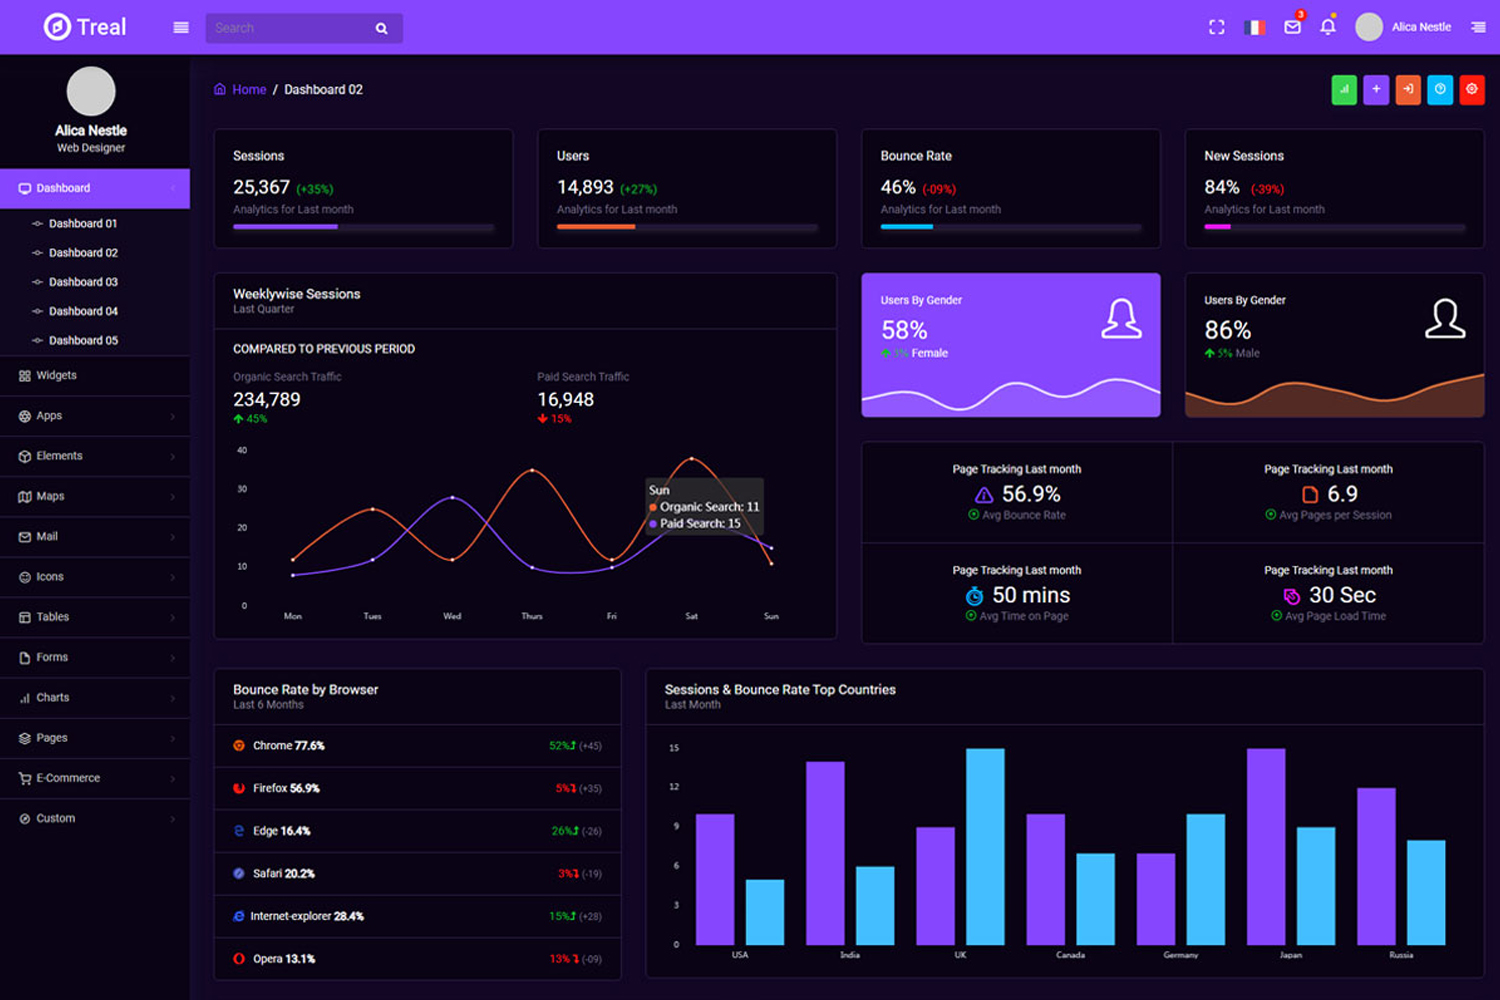 Treal
Search
3
Alica Nestle
Alica Nestle
Web Designer
Dashboard
Dashboard 01
Dashboard 02
Dashboard 03
Dashboard 04
Dashboard 05
Widgets
Apps
Elements
Maps
Mail
Icons
Tables
Forms
Charts
Pages
E-Commerce
Custom
Home / Dashboard 02
Sessions
25,367 (+35%)
Analytics for Last month
Users
14,893 (+27%)
Analytics for Last month
Bounce Rate
46% (-09%)
Analytics for Last month
New Sessions
84% (-39%)
Analytics for Last month
Weeklywise Sessions
Last Quarter
COMPARED TO PREVIOUS PERIOD
Organic Search Traffic
234,789
45%
Paid Search Traffic
16,948
15%
40
30
20
10
0
Mon Tues Wed Thurs Fri Sat Sun
Sun
Organic Search: 11
Paid Search: 15
Users By Gender
58%
5% Female
Users By Gender
86%
5% Male
Page Tracking Last month
56.9%
Avg Bounce Rate
Page Tracking Last month
6.9
Avg Pages per Session
Page Tracking Last month
50 mins
Avg Time on Page
Page Tracking Last month
30 Sec
Avg Page Load Time
Bounce Rate by Browser
Last 6 Months
Chrome 77.6% 52% (+45)
Firefox 56.9% 5% (+35)
Edge 16.4% 26% (-26)
Safari 20.2% 3% (-19)
Internet-explorer 28.4% 15% (+28)
Opera 13.1% 13% (-09)
Sessions & Bounce Rate Top Countries
Last Month
15
12
9
6
3
0
USA India UK Canada Germany Japan Russia